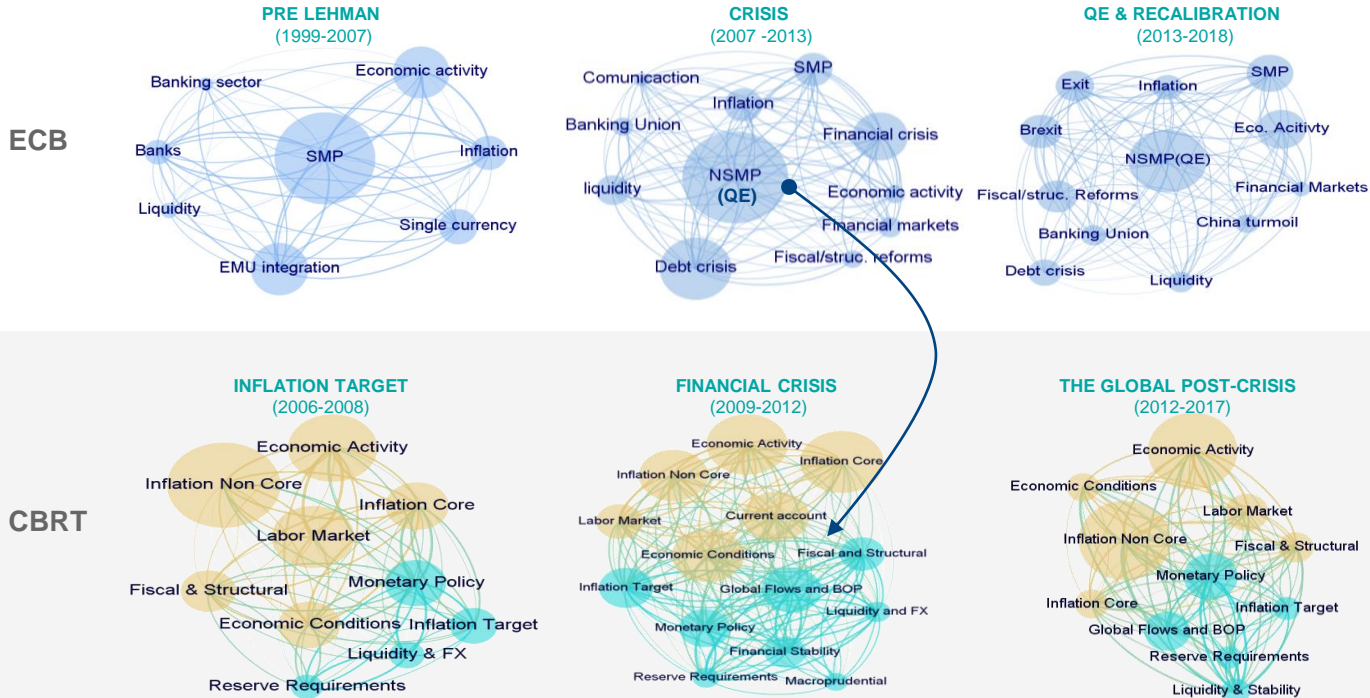 PRE LEHMAN
(1999-2007)
CRISIS
(2007 -2013)
QE & RECALIBRATION
(2013-2018)
ECB
Banking sector
Economic activity
Banks
SMP
Inflation
Liquidity
Single currency
EMU integration
Comunicaction
SMP
Inflation
Banking Union
Financial crisis
NSMP
(QE)
liquidity
Economic activity
Financial markets
Debt crisis
Fiscal/struc. reforms
Exit
Inflation
SMP
Brexit
Eco. Acitivty
NSMP(QE)
Fiscal/struc. Reforms
Financial Markets
China turmoil
Banking Union
Debt crisis
Liquidity
CBRT
INFLATION TARGET
(2006-2008)
FINANCIAL CRISIS
(2009-2012)
THE GLOBAL POST-CRISIS
(2012-2017)
Economic Activity
Inflation Non Core
Inflation Core
Labor Market
Monetary Policy
Fiscal & Structural
Economic Conditions
Inflation Target
Liquidity & FX
Reserve Requirements
Economic Activity
Inflation Core
Inflation Non Core
Labor Market
Current account
Economic Conditions
Fiscal and Structural
Inflation Target
Global Flows and BOP
Liquidity and FX
Monetary Policy
Financial Stability
Reserve Requirements
Macroprudential
Economic Activity
Economic Conditions
Labor Market
Inflation Non Core
Fiscal & Structural
Monetary Policy
Inflation Core
Inflation Target
Global Flows and BOP
Reserve Requirements
Liquidity & Stability